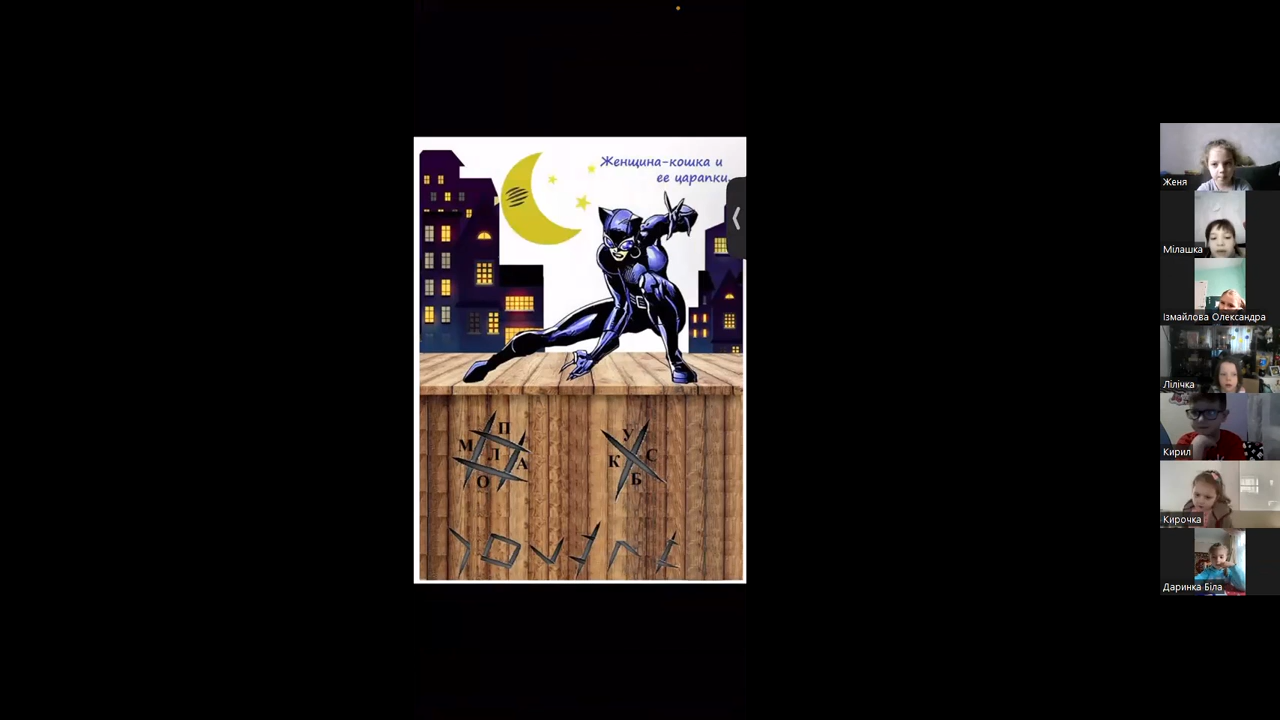 Женщина-кошка и
ее царапки.
П
М
Л
А
О
У
К
С
Б
Женя
Мілашка
Ізмайлова Олександра
Лілічка
Кирил
Кирочка
Даринка Біла